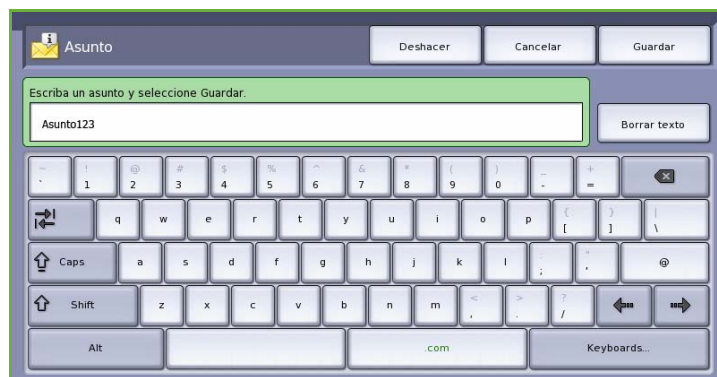 Asunto
Deshacer
Cancelar
Guardar
Escriba un asunto y seleccione Guardar.
Asunto123
Borrar texto
~ ! @ # $ % ^ & * ( ) _ +
` 1 2 3 4 5 6 7 8 9 0 - =
q w e r t y u i o p { [ } ] | \
Caps a s d f g h j k l : ; " ' @
Shift z x c v b n m < , > . ? /
Alt .com Keyboards...